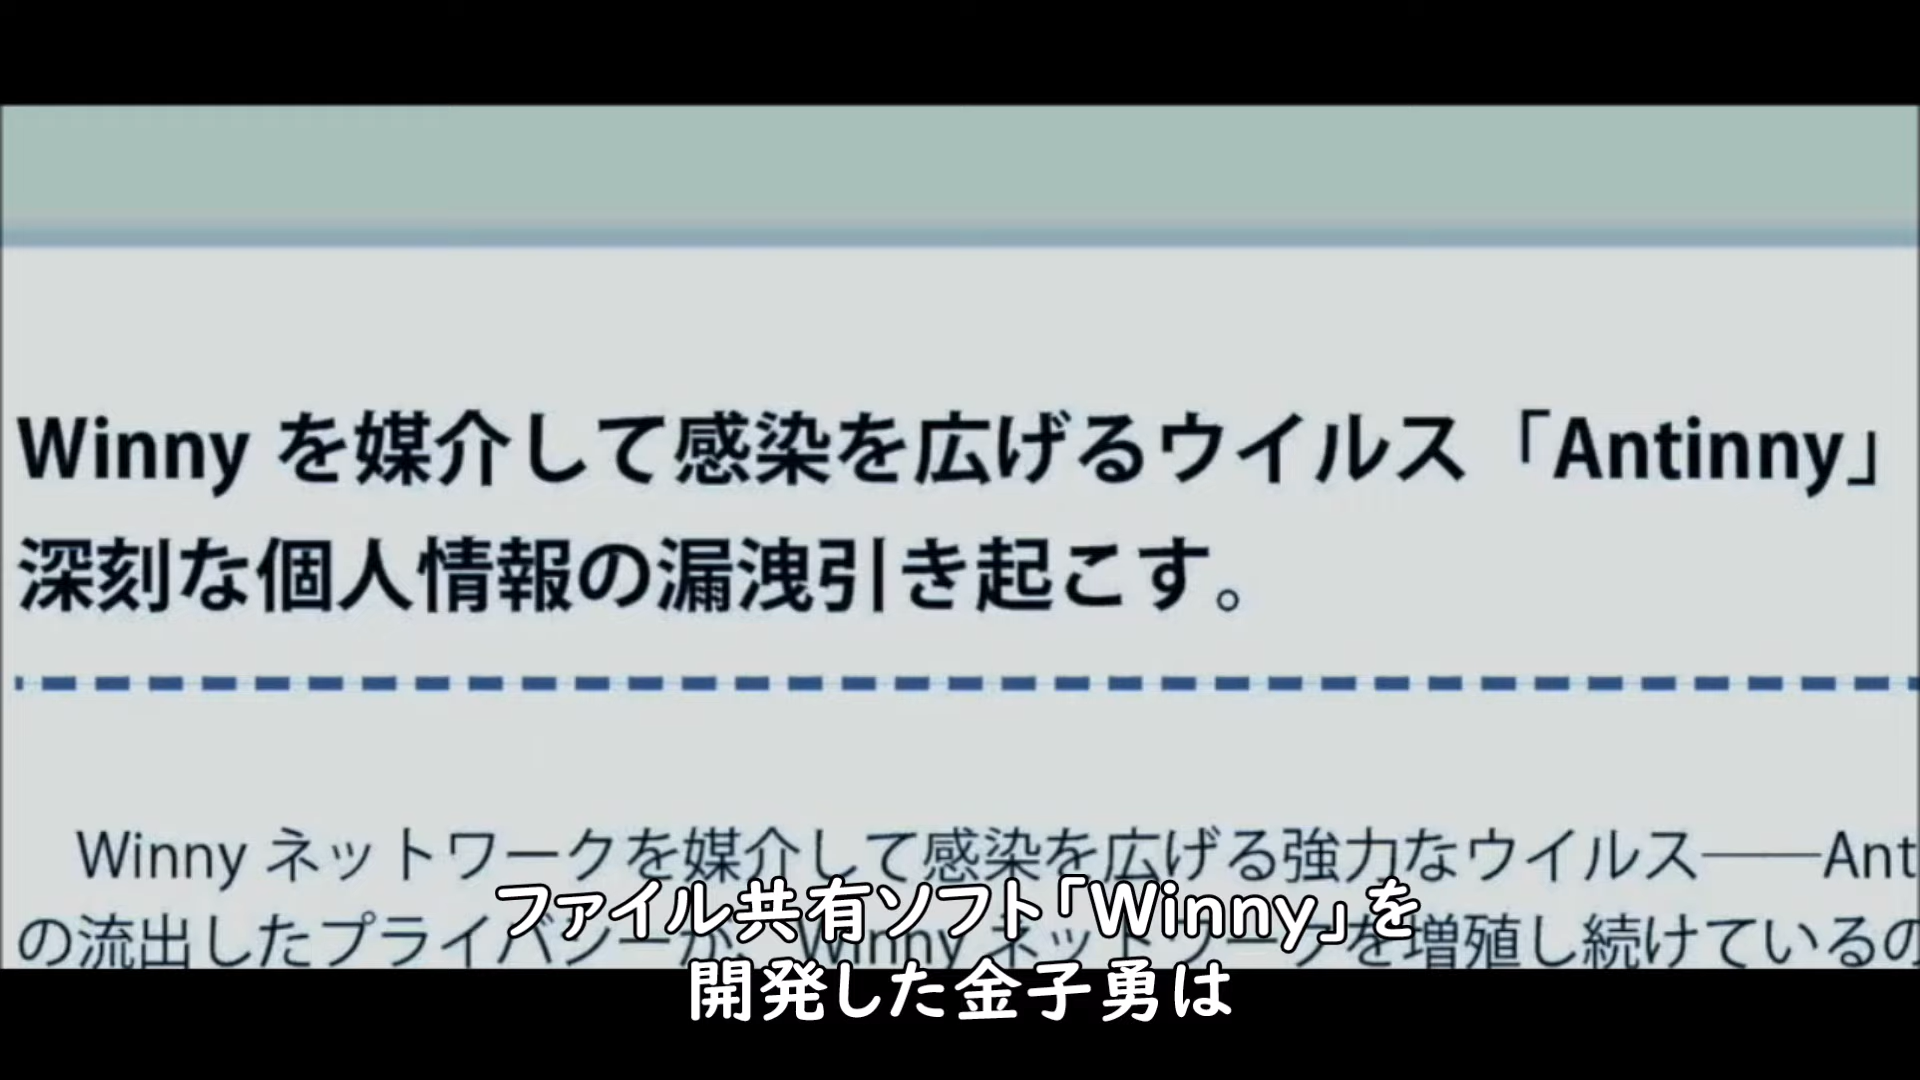 Winny を媒介して感染を広げるウイルス「Antinny」
深刻な個人情報の漏洩引き起こす。
Winny ネットワークを媒介して感染を広げる強力なウイルス――Ant
の流出したプライバシーが、Winny ネットワークを増殖し続けているの
ファイル共有ソフト「Winny」を
開発した金子勇は